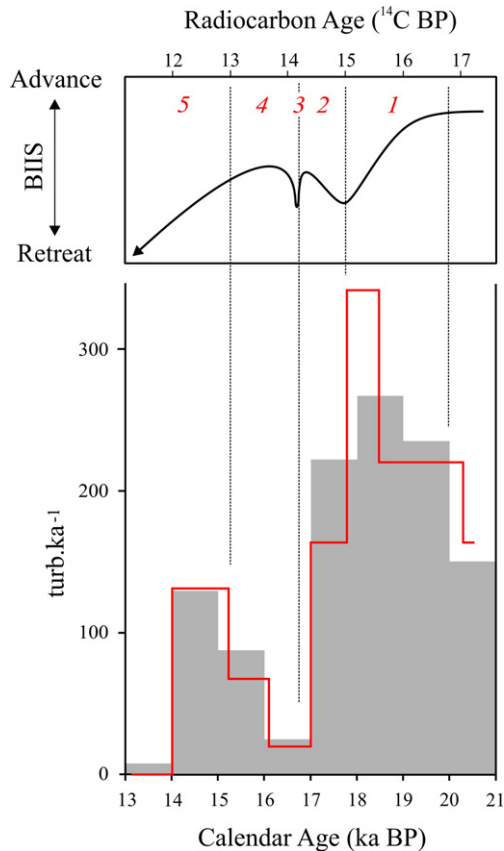 Radiocarbon Age (¹⁴C BP)
12 13 14 15 16 17
Advance
5 4 3 2 1
BIIS
Retreat
300
200
turb.ka⁻¹
100
0
13 14 15 16 17 18 19 20 21
Calendar Age (ka BP)